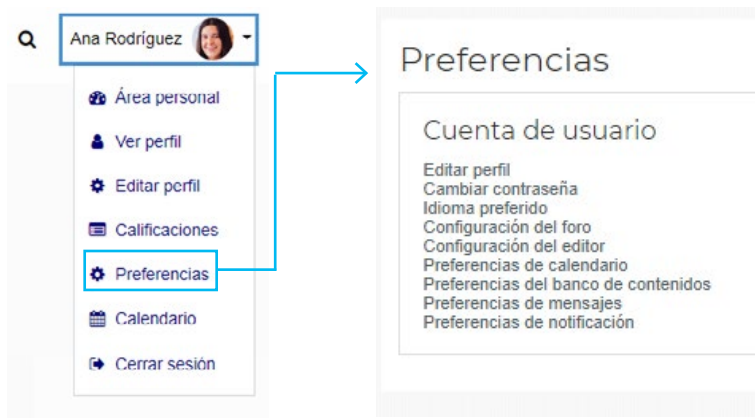 Ana Rodríguez
Área personal
Ver perfil
Editar perfil
Calificaciones
Preferencias
Calendario
Cerrar sesión
Preferencias
Cuenta de usuario
Editar perfil
Cambiar contraseña
Idioma preferido
Configuración del foro
Configuración del editor
Preferencias de calendario
Preferencias del banco de contenidos
Preferencias de mensajes
Preferencias de notificación